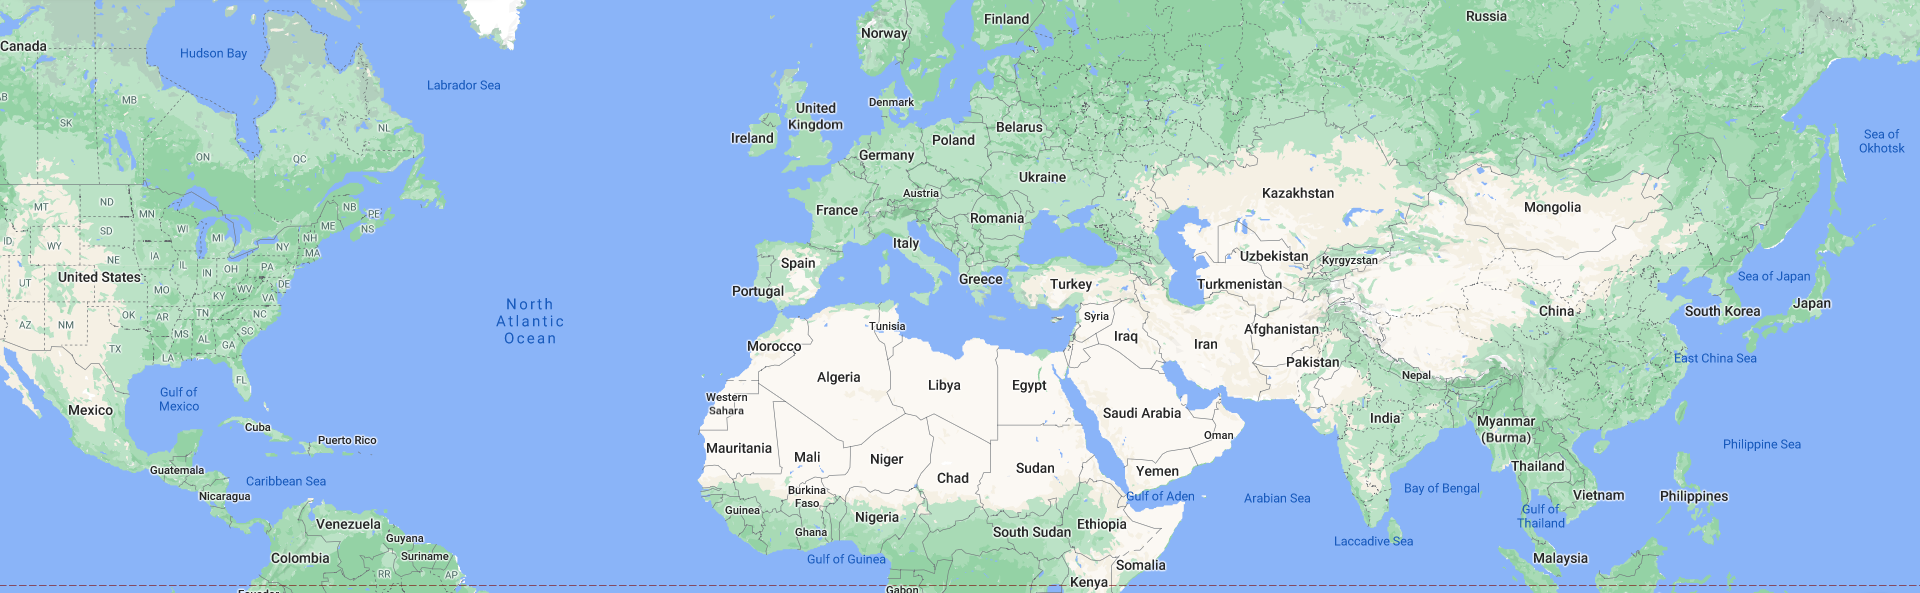 Canada
Hudson Bay
Labrador Sea
Norway
Finland
Russia
AB
SK
MB
ON
QC
NL
United
Kingdom
Ireland
Denmark
Belarus
Poland
Germany
Ukraine
Austria
France
Romania
Italy
Spain
Portugal
Greece
Turkey
Kazakhstan
Mongolia
Sea of
Okhotsk
Uzbekistan
Kyrgyzstan
Turkmenistan
China
Sea of Japan
South Korea
Japan
East China Sea
MT
ND
MN
ID
WY
SD
WI
MI
NB
PE
NS
ME
NH
MA
NY
NE
IA
IL
IN
OH
PA
DE
United States
UT
MO
KY
WV
VA
AZ
NM
OK
AR
TN
NC
SC
MS
AL
GA
TX
LA
FL
North
Atlantic
Ocean
Gulf of
Mexico
Mexico
Cuba
Puerto Rico
Guatemala
Caribbean Sea
Nicaragua
Venezuela
Guyana
Colombia
Suriname
RR
AP
Ecuador
Tunisia
Morocco
Algeria
Libya
Egypt
Western
Sahara
Mauritania
Mali
Niger
Chad
Sudan
Burkina
Faso
Guinea
Ghana
Nigeria
South Sudan
Ethiopia
Gulf of Guinea
Gabon
Kenya
Somalia
Syria
Iraq
Iran
Afghanistan
Pakistan
Saudi Arabia
Oman
Yemen
Gulf of Aden
Arabian Sea
Nepal
India
Bay of Bengal
Laccadive Sea
Myanmar
(Burma)
Thailand
Gulf of
Thailand
Vietnam
Malaysia
Philippines
Philippine Sea